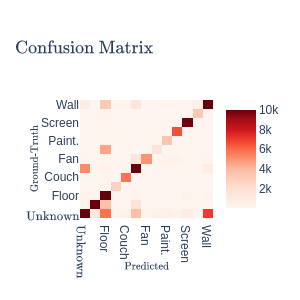 Confusion Matrix
Wall
Screen
Paint.
Fan
Couch
Floor
Unknown
Ground-Truth
10k
8k
6k
4k
2k
Unknown
Floor
Couch
Fan
Paint.
Screen
Wall
Predicted